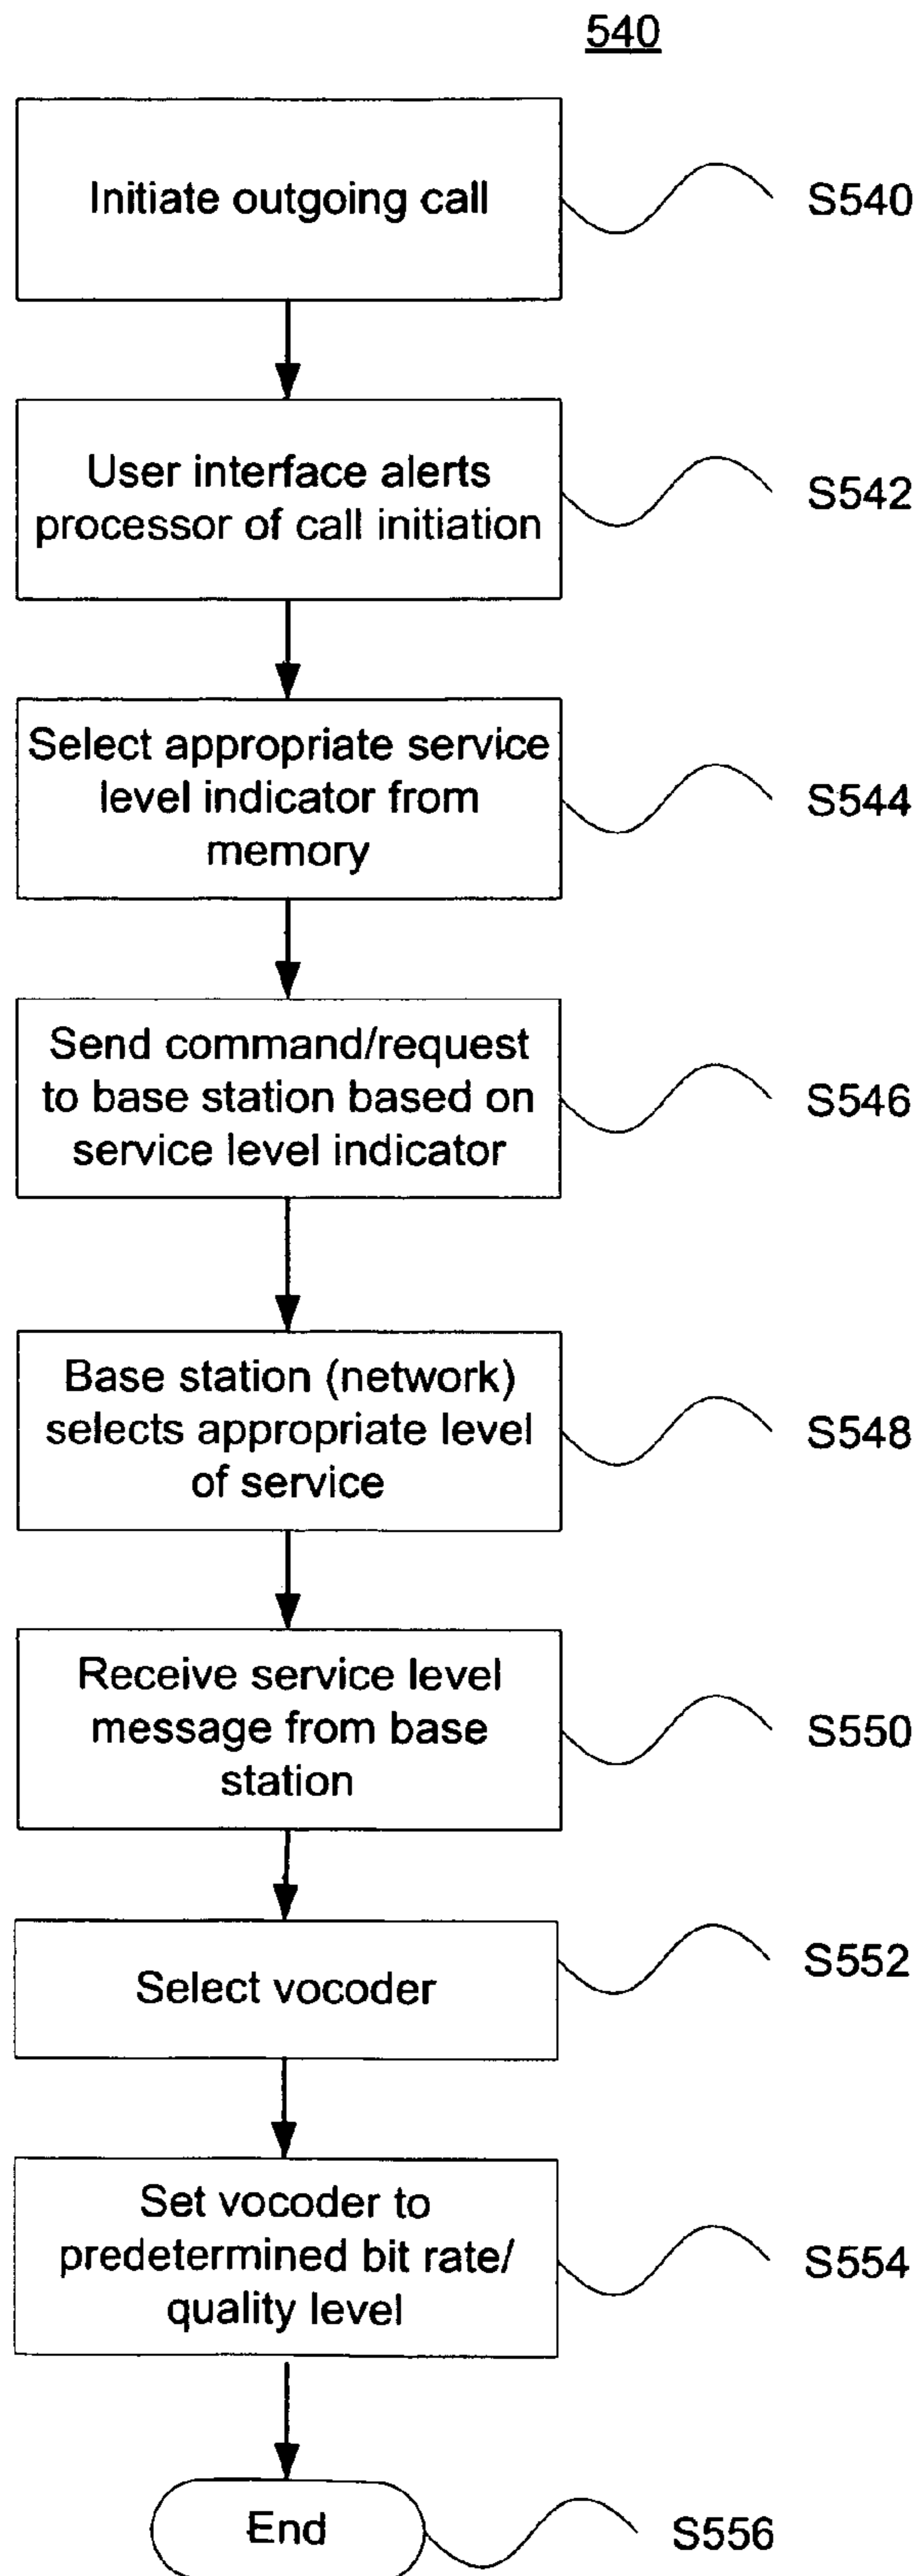 540
Initiate outgoing call
S540
User interface alerts
processor of call initiation
S542
Select appropriate service
level indicator from
memory
S544
Send command/request
to base station based on
service level indicator
S546
Base station (network)
selects appropriate level
of service
S548
Receive service level
message from base
station
S550
Select vocoder
S552
Set vocoder to
predetermined bit rate/
quality level
S554
End
S556